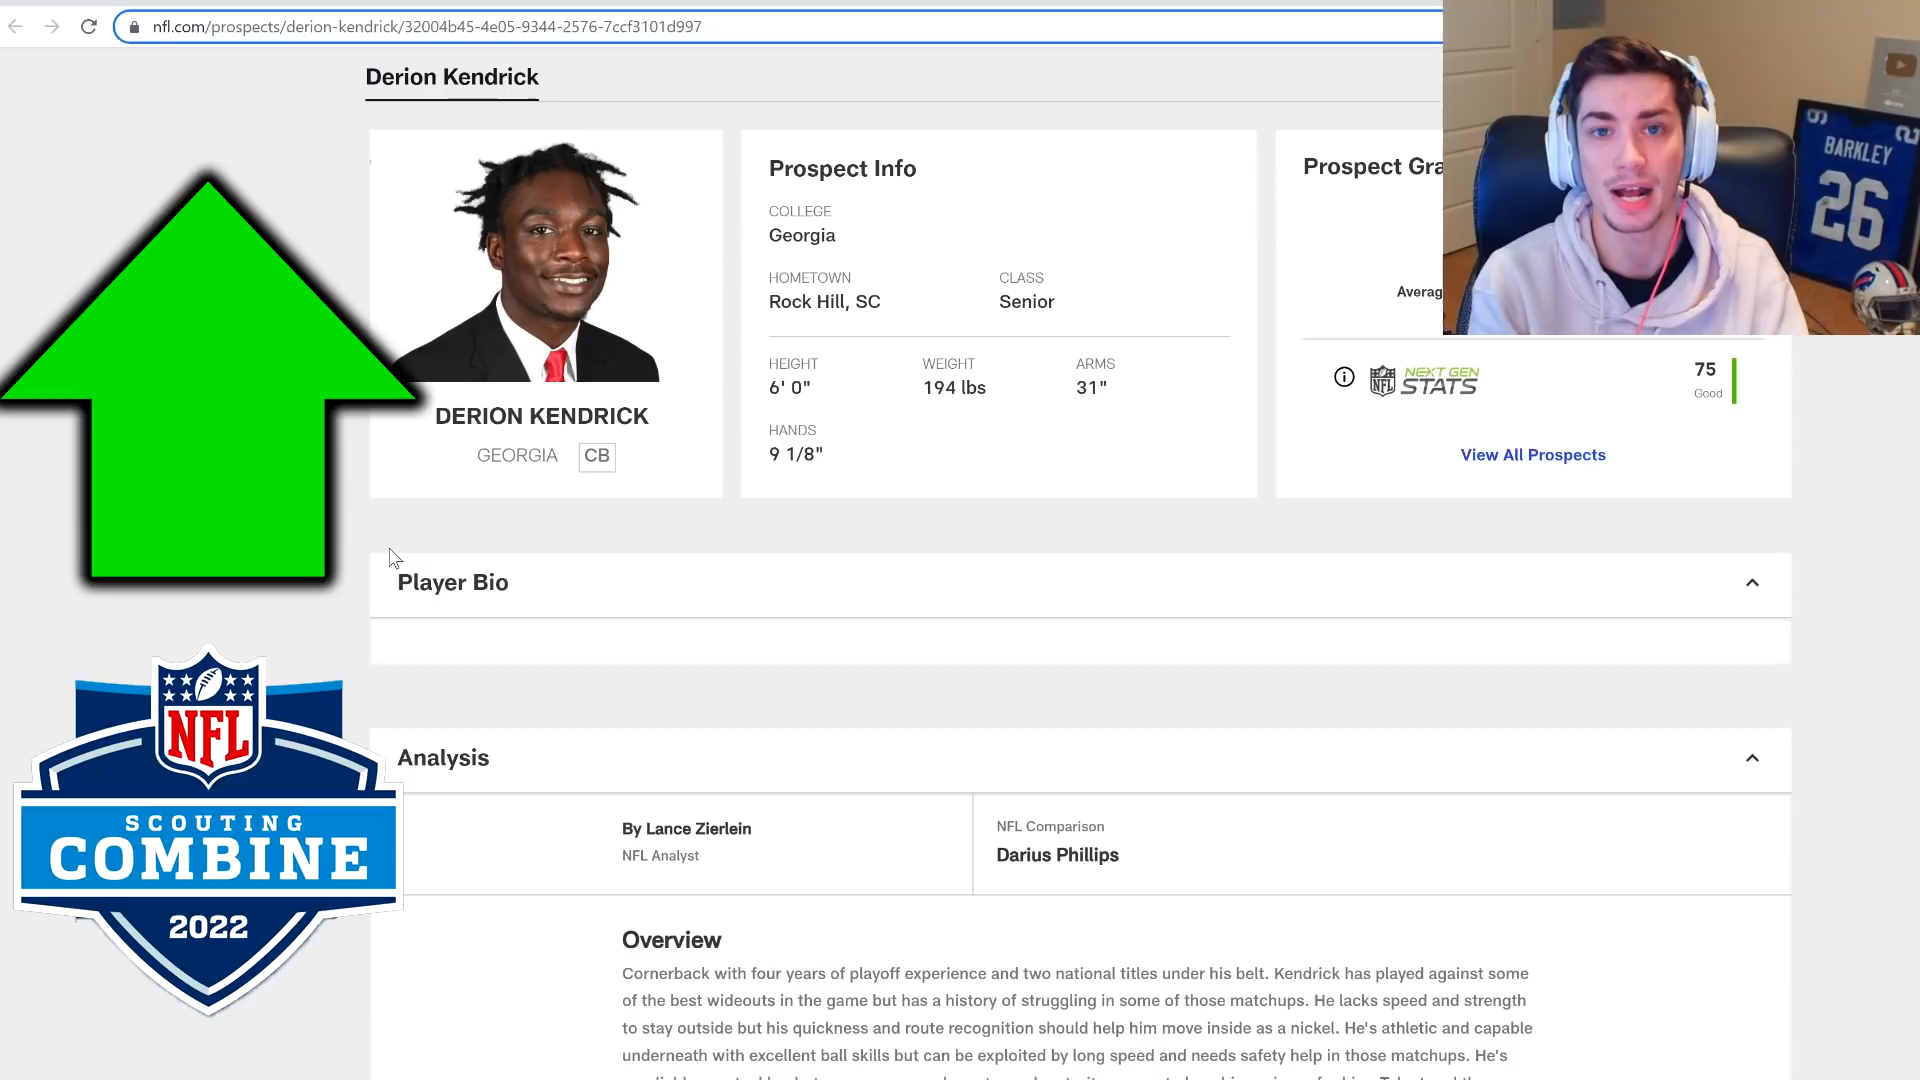 nfl.com/prospects/derion-kendrick/32004b45-4e05-9344-2576-7ccf3101d997
Derion Kendrick
DERION KENDRICK
GEORGIA CB
Prospect Info
COLLEGE
Georgia
HOMETOWN CLASS
Rock Hill, SC Senior
HEIGHT WEIGHT ARMS
6' 0" 194 lbs 31"
HANDS
9 1/8"
Prospect Gra
Averag
NFL NEXT GEN STATS
75
Good
View All Prospects
BARKLEY
26
Player Bio
Analysis
By Lance Zierlein
NFL Analyst
NFL Comparison
Darius Phillips
Overview
Cornerback with four years of playoff experience and two national titles under his belt. Kendrick has played against some
of the best wideouts in the game but has a history of struggling in some of those matchups. He lacks speed and strength
to stay outside but his quickness and route recognition should help him move inside as a nickel. He's athletic and capable
underneath with excellent ball skills but can be exploited by long speed and needs safety help in those matchups. He's
NFL
SCOUTING
COMBINE
2022